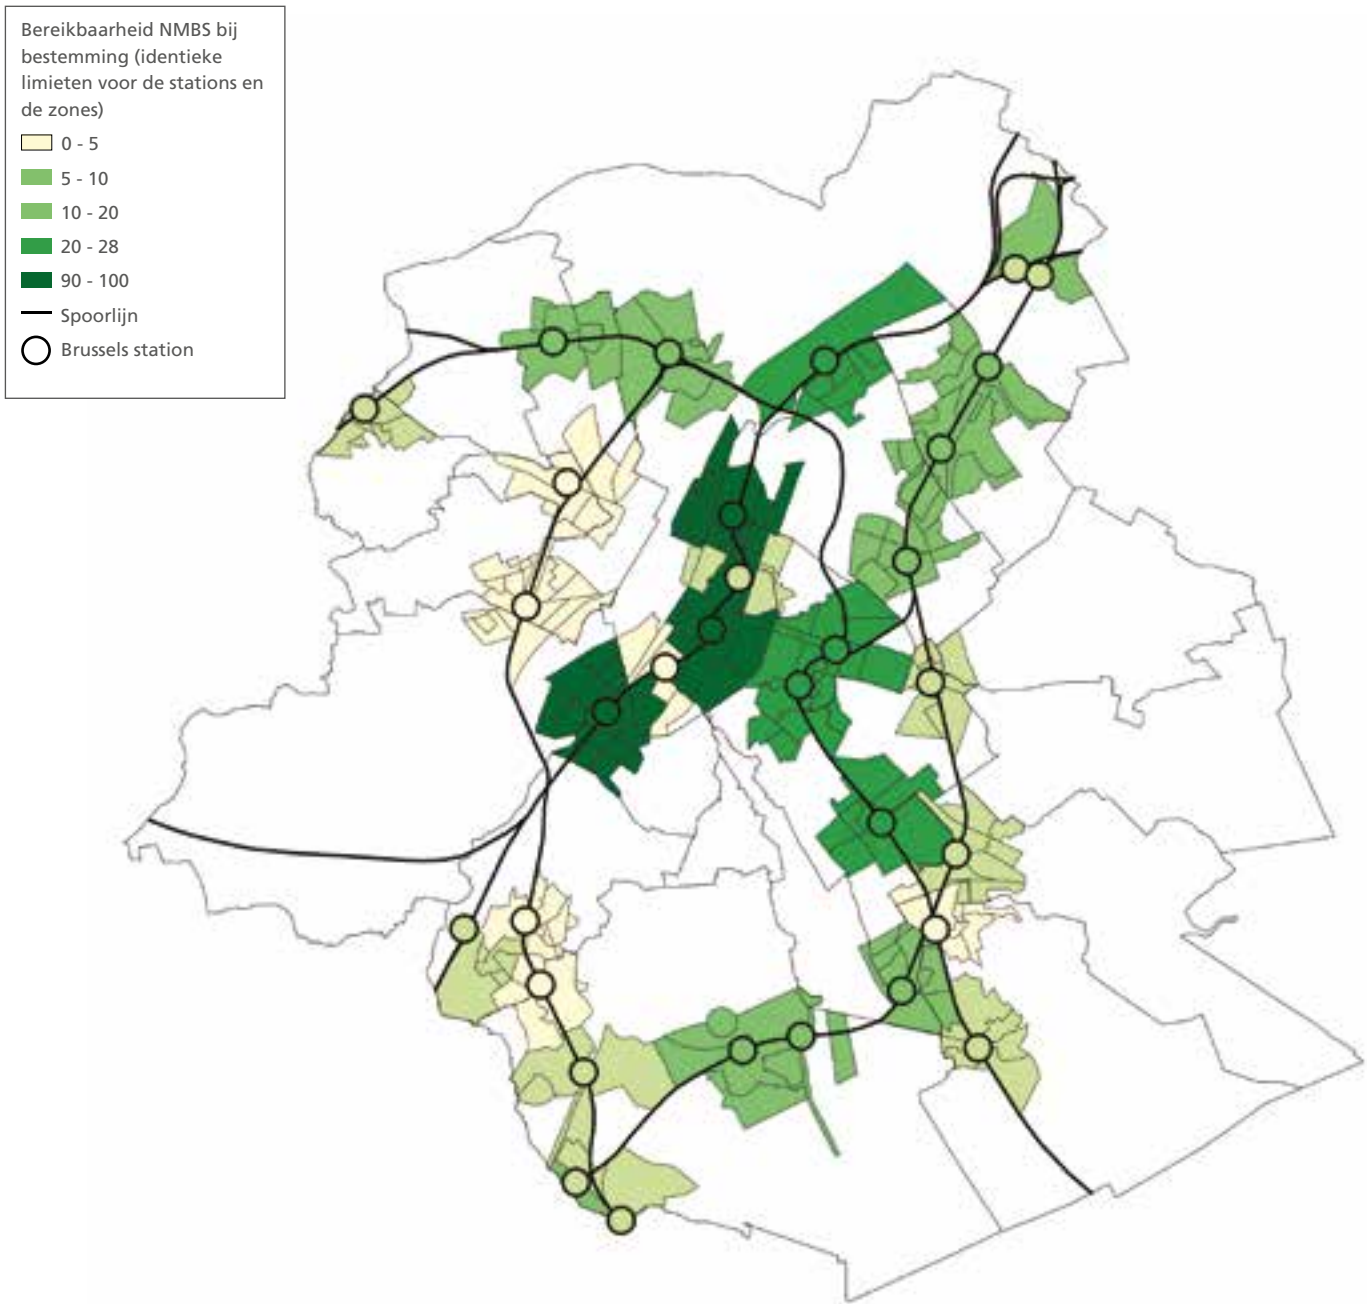 Bereikbaarheid NMBS bij
bestemming (identieke
limieten voor de stations en
de zones)
0 - 5
5 - 10
10 - 20
20 - 28
90 - 100
Spoorlijn
Brussels station